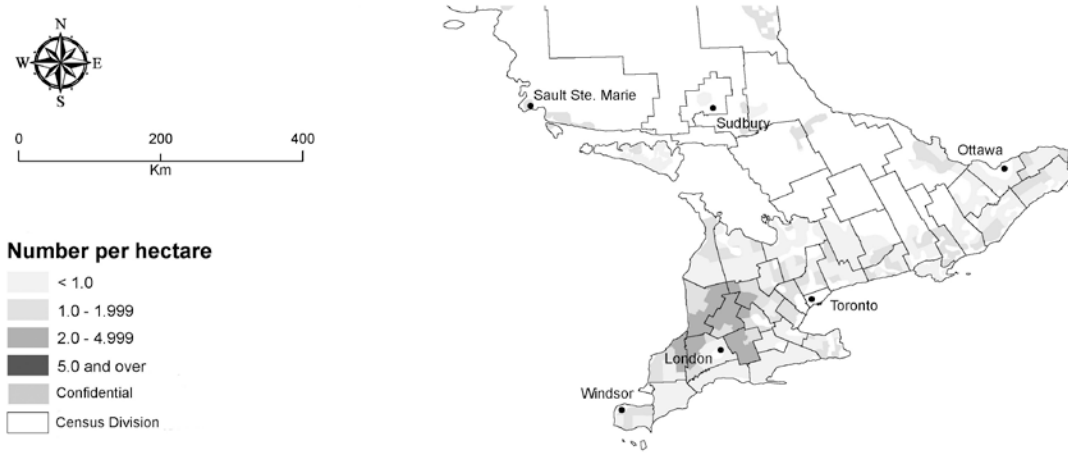 N
W E
S
0 200 400
Km
Number per hectare
< 1.0
1.0 - 1.999
2.0 - 4.999
5.0 and over
Confidential
Census Division
Sault Ste. Marie
Sudbury
Ottawa
Toronto
London
Windsor